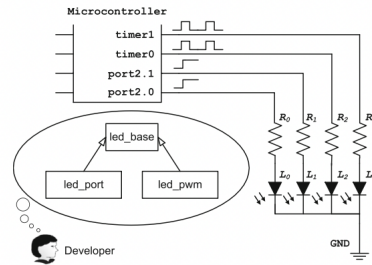 Microcontroller
timer1
timer0
port2.1
port2.0
R0 R1 R2 R
led_base
led_port led_pwm
L0 L1 L2 L
GND
Developer